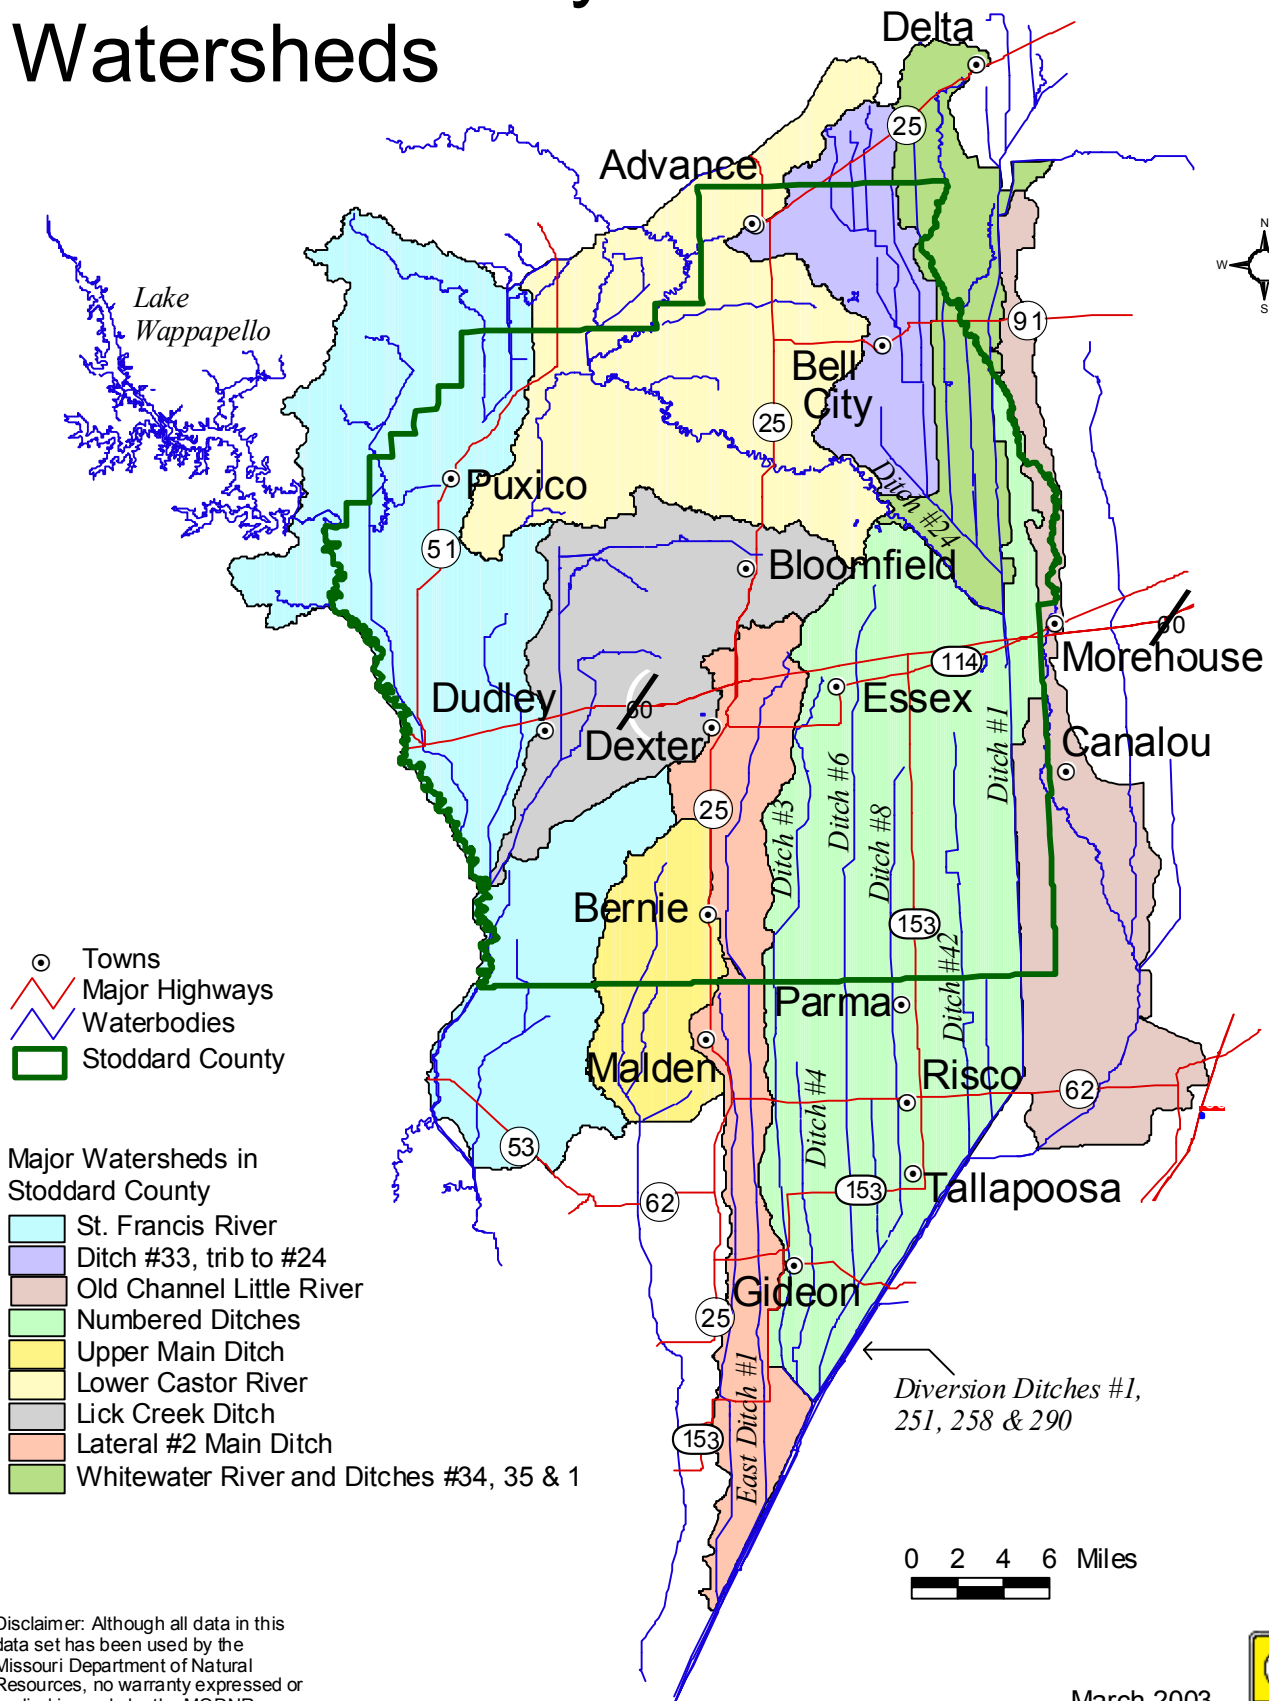 Watersheds
Delta
25
Advance
Lake
Wappapello
N
W
S
91
Bell
City
25
Puxico
Ditch #24
51
Bloomfield
60
114
Morehouse
Dudley
60
Essex
Dexter
Canalou
Ditch #1
Ditch #6
25
Ditch #3
Ditch #8
Bernie
153
Ditch #42
Towns
Major Highways
Waterbodies
Stoddard County
Parma
Malden
Risco
62
Ditch #4
53
Major Watersheds in
Stoddard County
St. Francis River
Ditch #33, trib to #24
Old Channel Little River
Numbered Ditches
Upper Main Ditch
Lower Castor River
Lick Creek Ditch
Lateral #2 Main Ditch
Whitewater River and Ditches #34, 35 & 1
62
153
Tallapoosa
Gideon
25
East Ditch #1
Diversion Ditches #1,
251, 258 & 290
153
0 2 4 6 Miles
Disclaimer: Although all data in this
data set has been used by the
Missouri Department of Natural
Resources, no warranty expressed or
March 2003